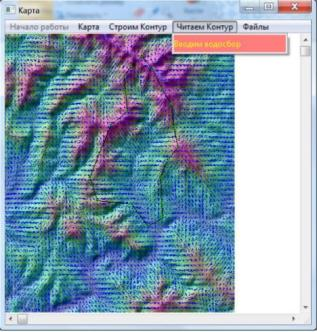 Карта
Начало работы Карта Строим Контур Читаем Контур Файлы
Вводим водосбор